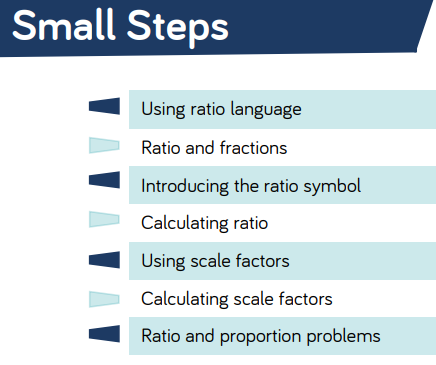 Small Steps
Using ratio language
Ratio and fractions
Introducing the ratio symbol
Calculating ratio
Using scale factors
Calculating scale factors
Ratio and proportion problems